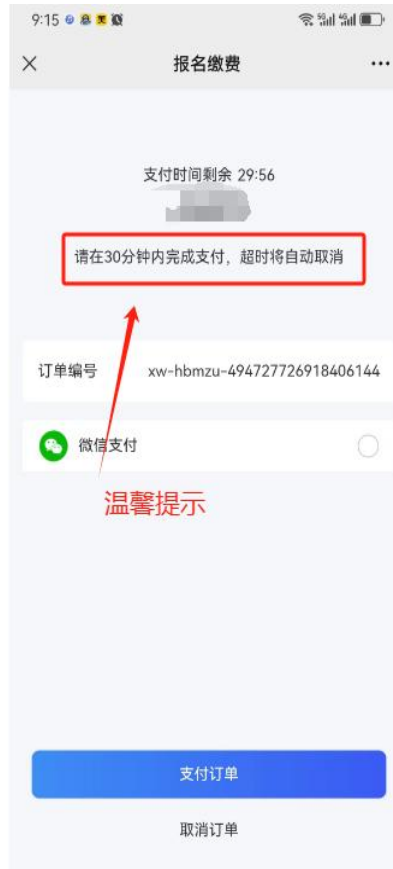 9:15
报名缴费
支付时间剩余 29:56
请在30分钟内完成支付，超时将自动取消
订单编号 xw-hbmzu-494727726918406144
微信支付
温馨提示
支付订单
取消订单